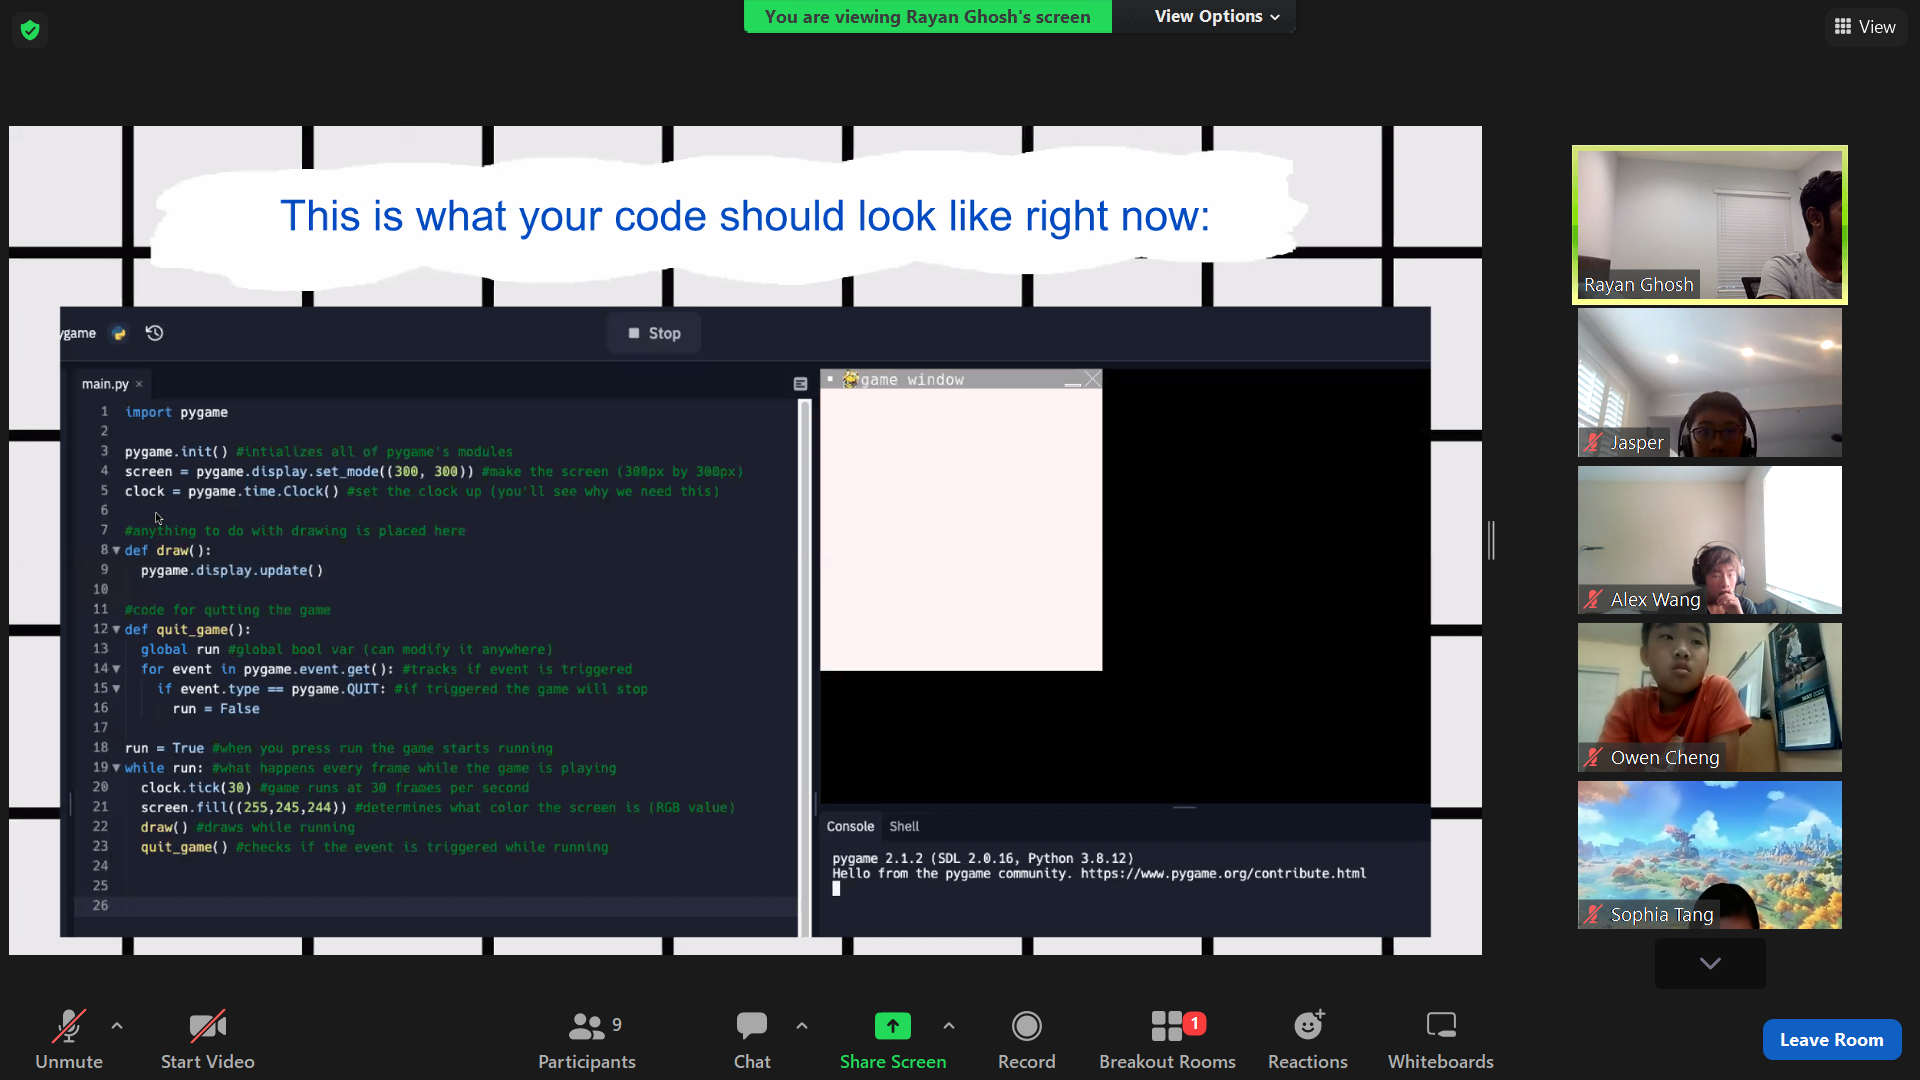 You are viewing Rayan Ghosh's screen
View Options
View
This is what your code should look like right now:
ygame
Stop
main.py ×
1 import pygame
2
3 pygame.init() #intializes all of pygame's modules
4 screen = pygame.display.set_mode((300, 300)) #make the screen (300px by 300px)
5 clock = pygame.time.Clock() #set the clock up (you'll see why we need this)
6
7 #anything to do with drawing is placed here
8 def draw():
9 pygame.display.update()
10
11 #code for qutting the game
12 def quit_game():
13 global run #global bool var (can modify it anywhere)
14 for event in pygame.event.get(): #tracks if event is triggered
15 if event.type == pygame.QUIT: #if triggered the game will stop
16 run = False
17
18 run = True #when you press run the game starts running
19 while run: #what happens every frame while the game is playing
20 clock.tick(30) #game runs at 30 frames per second
21 screen.fill((255,245,244)) #determines what color the screen is (RGB value)
22 draw() #draws while running
23 quit_game() #checks if the event is triggered while running
24
25
26
game window
Console Shell
pygame 2.1.2 (SDL 2.0.16, Python 3.8.12)
Hello from the pygame community. https://www.pygame.org/contribute.html
Rayan Ghosh
Jasper
Alex Wang
MAY 2022
Owen Cheng
Sophia Tang
Unmute
Start Video
9
Participants
Chat
Share Screen
Record
1
Breakout Rooms
Reactions
Whiteboards
Leave Room